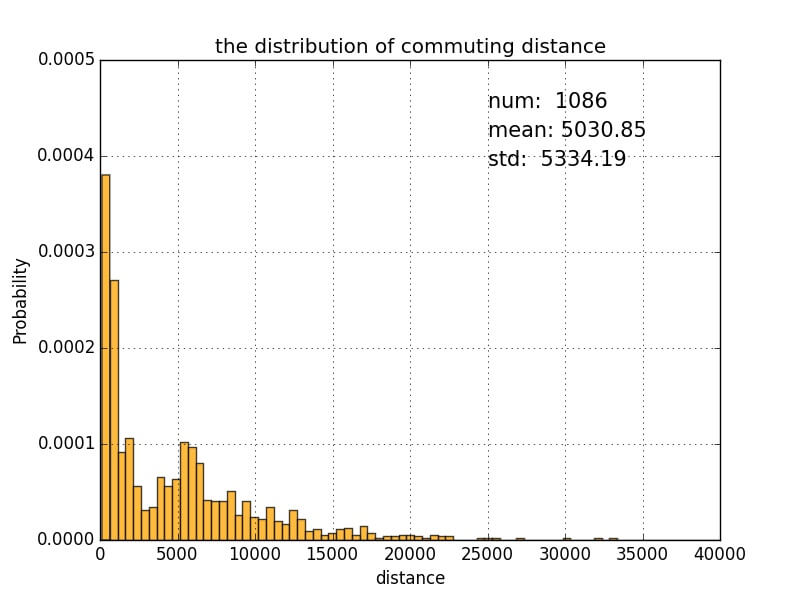 the distribution of commuting distance
0.0005
num: 1086
mean: 5030.85
0.0004
std: 5334.19
0.0003
Probability
0.0002
0.0001
0.0000
0 5000 10000 15000 20000 25000 30000 35000 40000
distance